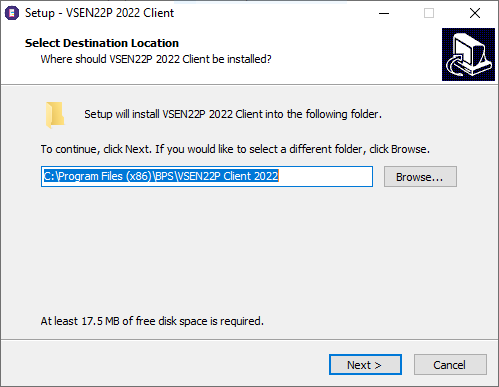 Setup - VSEN22P 2022 Client
Select Destination Location
Where should VSEN22P 2022 Client be installed?
Setup will install VSEN22P 2022 Client into the following folder.
To continue, click Next. If you would like to select a different folder, click Browse.
C:\Program Files (x86)\BPS\VSEN22P Client 2022
Browse...
At least 17.5 MB of free disk space is required.
Next >
Cancel